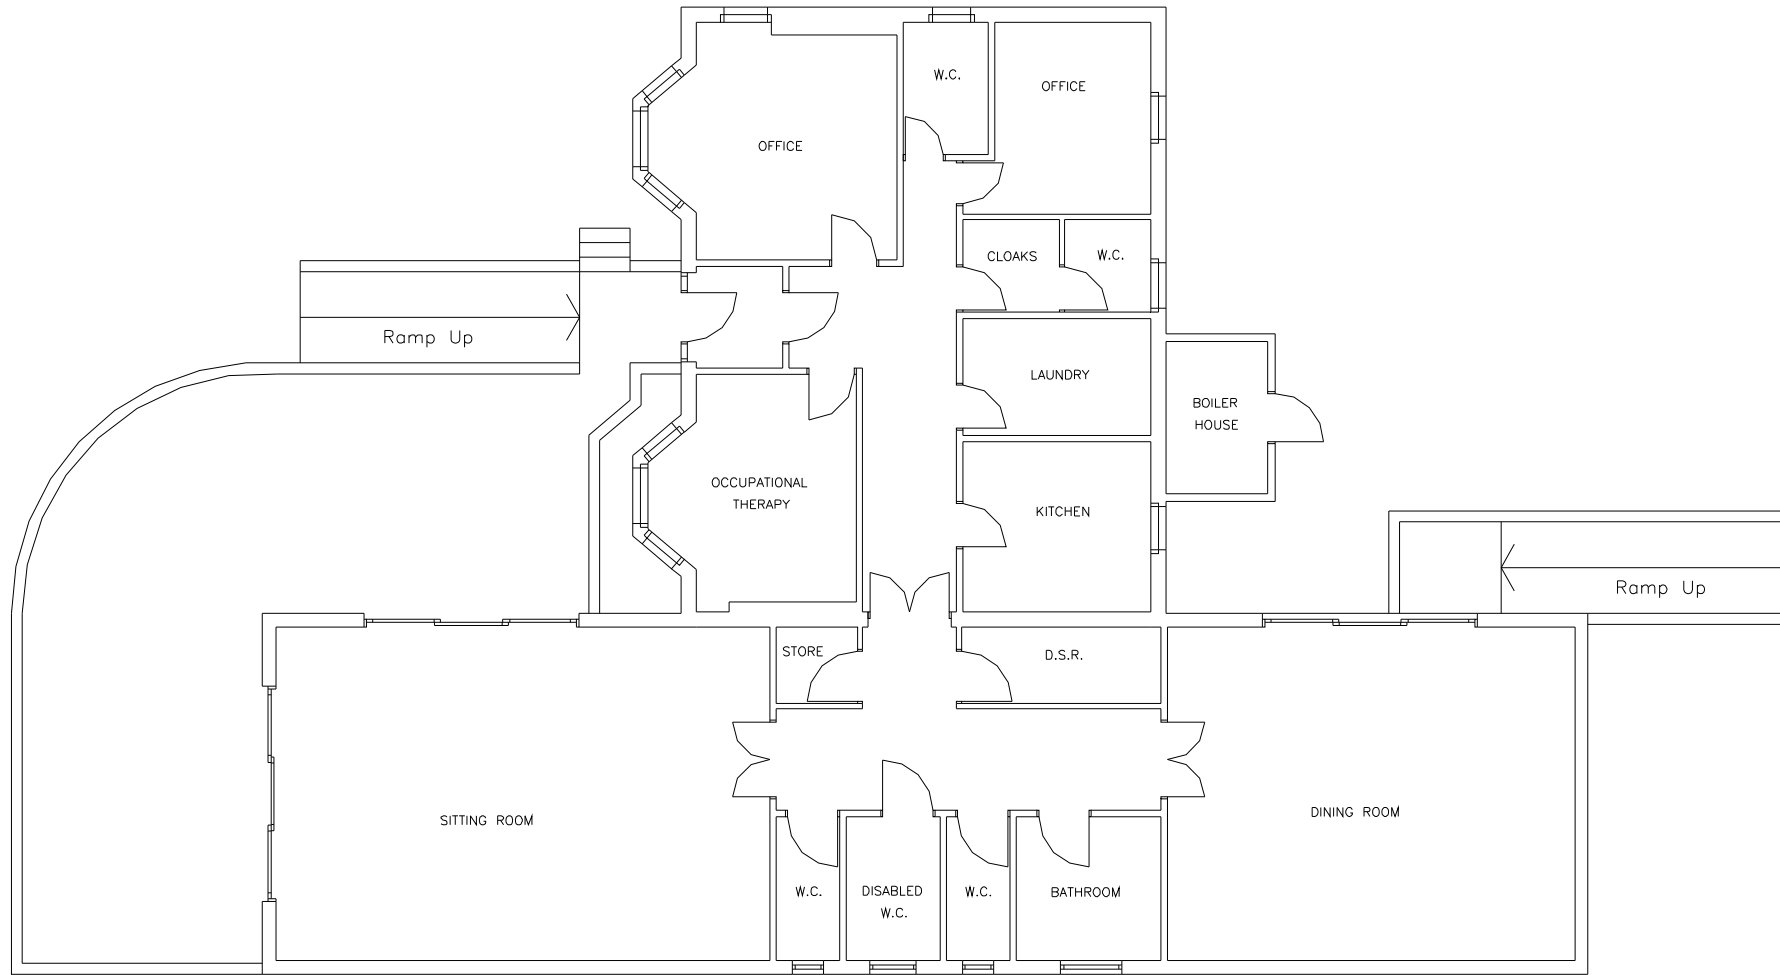 W.C.
OFFICE
OFFICE
CLOAKS
W.C.
Ramp Up
LAUNDRY
BOILER
HOUSE
OCCUPATIONAL
THERAPY
KITCHEN
Ramp Up
STORE
D.S.R.
SITTING ROOM
DINING ROOM
W.C.
DISABLED
W.C.
W.C.
BATHROOM